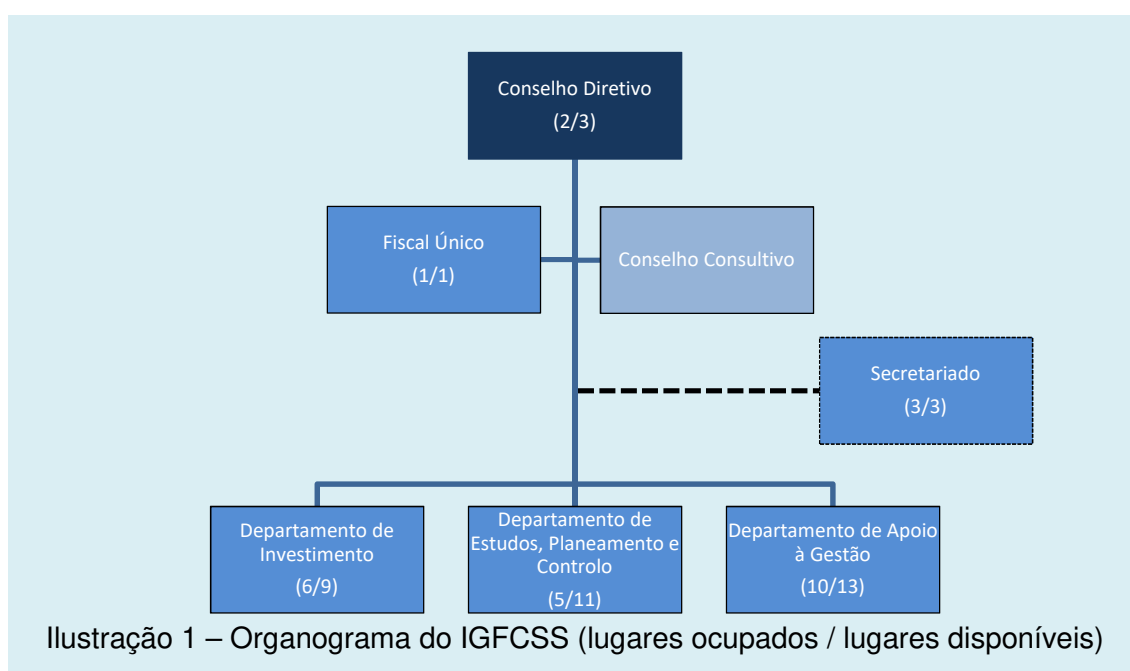 Conselho Diretivo
(2/3)
Fiscal Único
(1/1)
Conselho Consultivo
Secretariado
(3/3)
Departamento de
Investimento
(6/9)
Departamento de
Estudos, Planeamento e
Controlo
(5/11)
Departamento de Apoio
à Gestão
(10/13)
Ilustração 1 – Organograma do IGFCSS (lugares ocupados / lugares disponíveis)